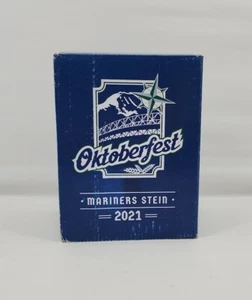 Oktoberfest
• MARINERS STEIN •
2021